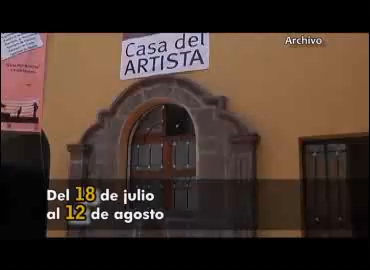 Archivo
Casa del
ARTISTA
Del 18 de julio
al 12 de agosto